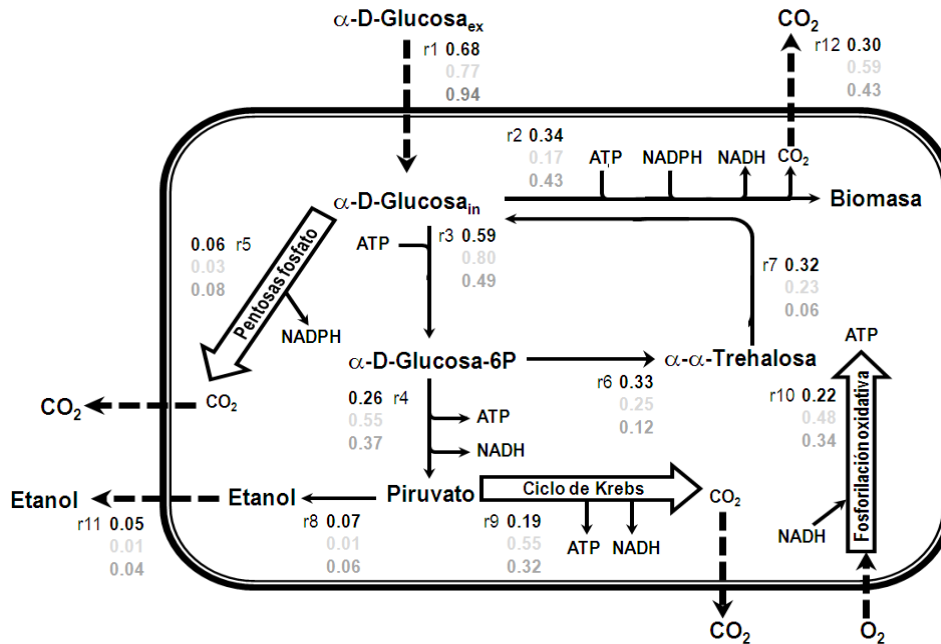 α-D-Glucosa_ex
r1 0.68
0.77
0.94
CO2
r12 0.30
0.59
0.43
r2 0.34
0.17
0.43
ATP
NADPH
NADH
CO2
α-D-Glucosa_in
Biomasa
0.06 r5
0.03
0.08
Pentosas fosfato
NADPH
ATP
r3 0.59
0.80
0.49
r7 0.32
0.23
0.06
ATP
α-D-Glucosa-6P
α-α-Trehalosa
CO2
CO2
0.26 r4
0.55
0.37
ATP
NADH
r6 0.33
0.25
0.12
r10 0.22
0.48
0.34
Fosforilación oxidativa
Etanol
Etanol
Piruvato
Ciclo de Krebs
CO2
r11 0.05
0.01
0.04
r8 0.07
0.01
0.06
r9 0.19
0.55
0.32
ATP
NADH
NADH
CO2
O2